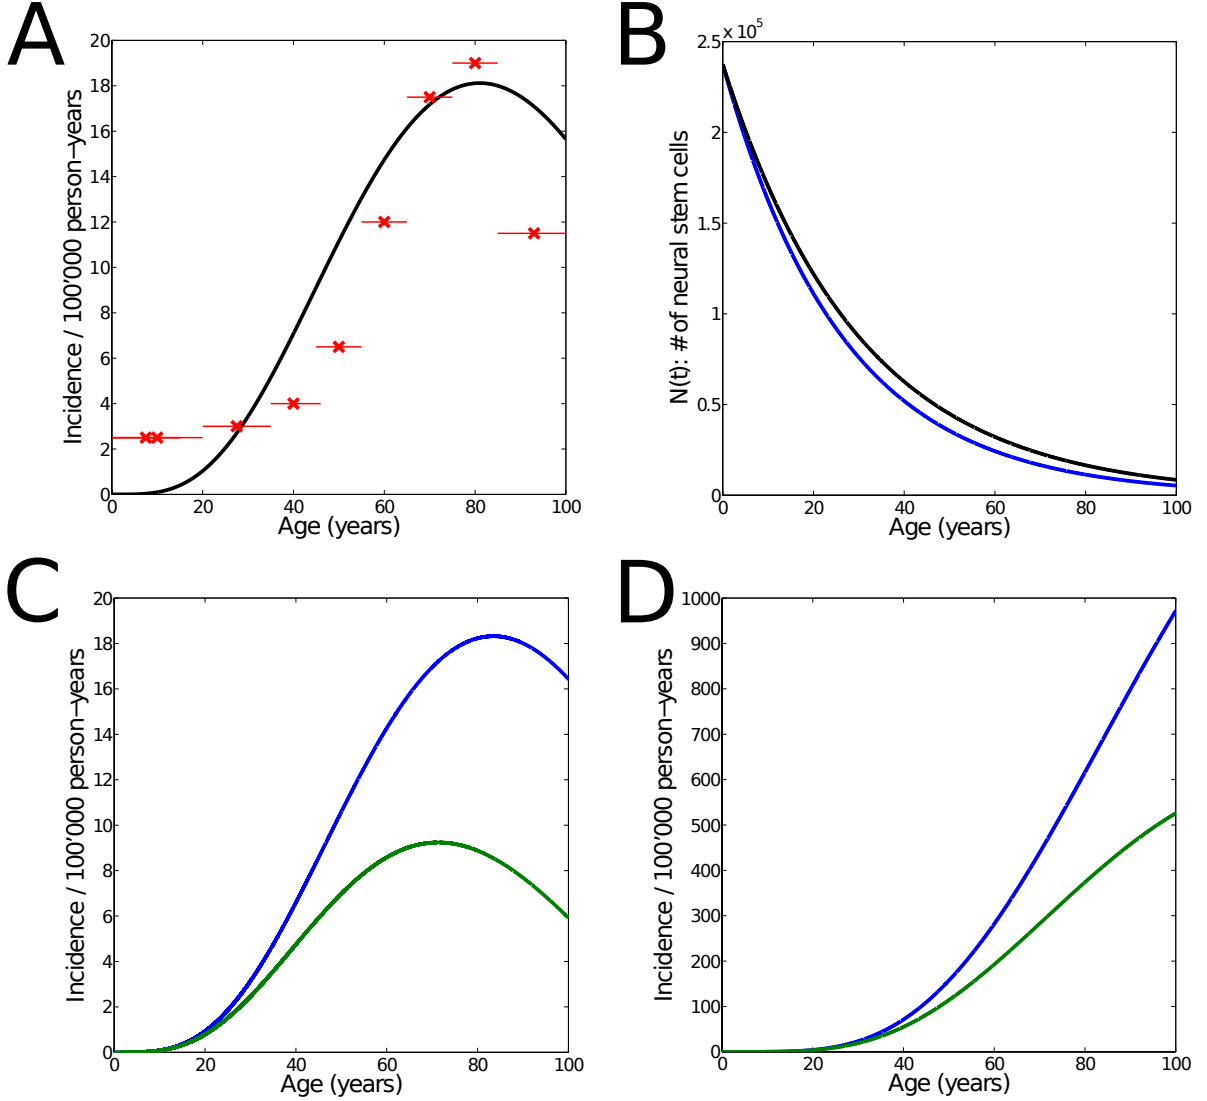 A
20
18
16
14
12
10
8
6
4
2
0
0 20 40 60 80 100
Age (years)
Incidence / 100'000 person−years
B
x 10⁵
2.5
2
1.5
1
0.5
0
0 20 40 60 80 100
Age (years)
N(t): # of neural stem cells
C
20
18
16
14
12
10
8
6
4
2
0
0 20 40 60 80 100
Age (years)
Incidence / 100'000 person−years
D
1000
900
800
700
600
500
400
300
200
100
0
0 20 40 60 80 100
Age (years)
Incidence / 100'000 person−years